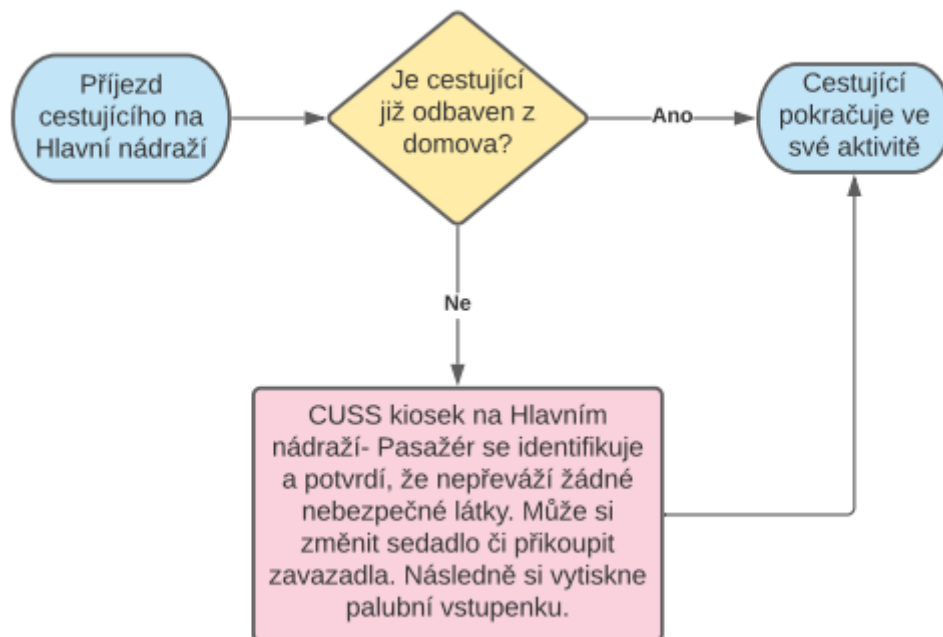 Příjezd
cestujícího na
Hlavní nádraží
Je cestující
již odbaven z
domova?
Ano
Cestující
pokračuje ve
své aktivitě
Ne
CUSS kiosek na Hlavním
nádraží- Pasažér se identifikuje
a potvrdí, že nepřeváží žádné
nebezpečné látky. Může si
změnit sedadlo či přikoupit
zavazadla. Následně si vytiskne
palubní vstupenku.